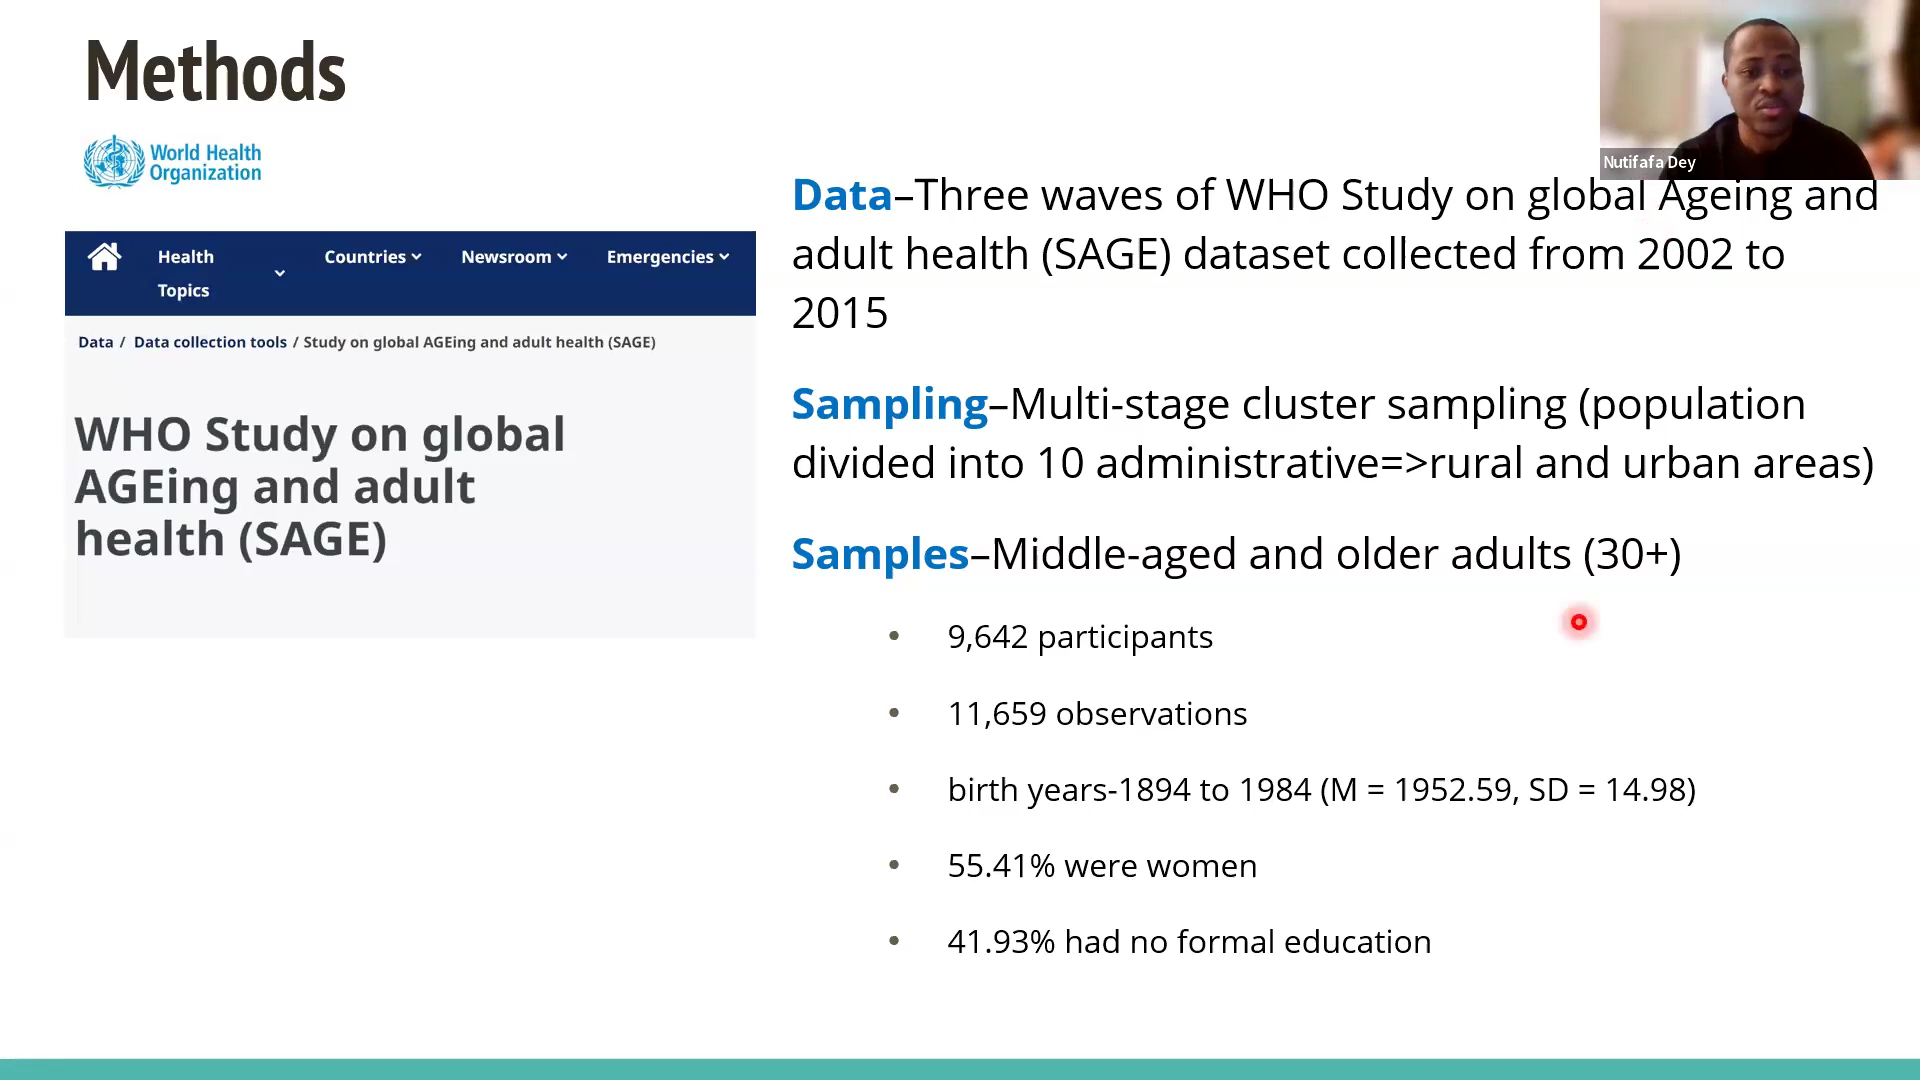 Methods
World Health
Organization
Health
Topics
Countries
Newsroom
Emergencies
Data / Data collection tools / Study on global AGEing and adult health (SAGE)
WHO Study on global
AGEing and adult
health (SAGE)
Nutifafa Dey
Data–Three waves of WHO Study on global Ageing and
adult health (SAGE) dataset collected from 2002 to
2015
Sampling–Multi-stage cluster sampling (population
divided into 10 administrative=>rural and urban areas)
Samples–Middle-aged and older adults (30+)
• 9,642 participants
• 11,659 observations
• birth years-1894 to 1984 (M = 1952.59, SD = 14.98)
• 55.41% were women
• 41.93% had no formal education